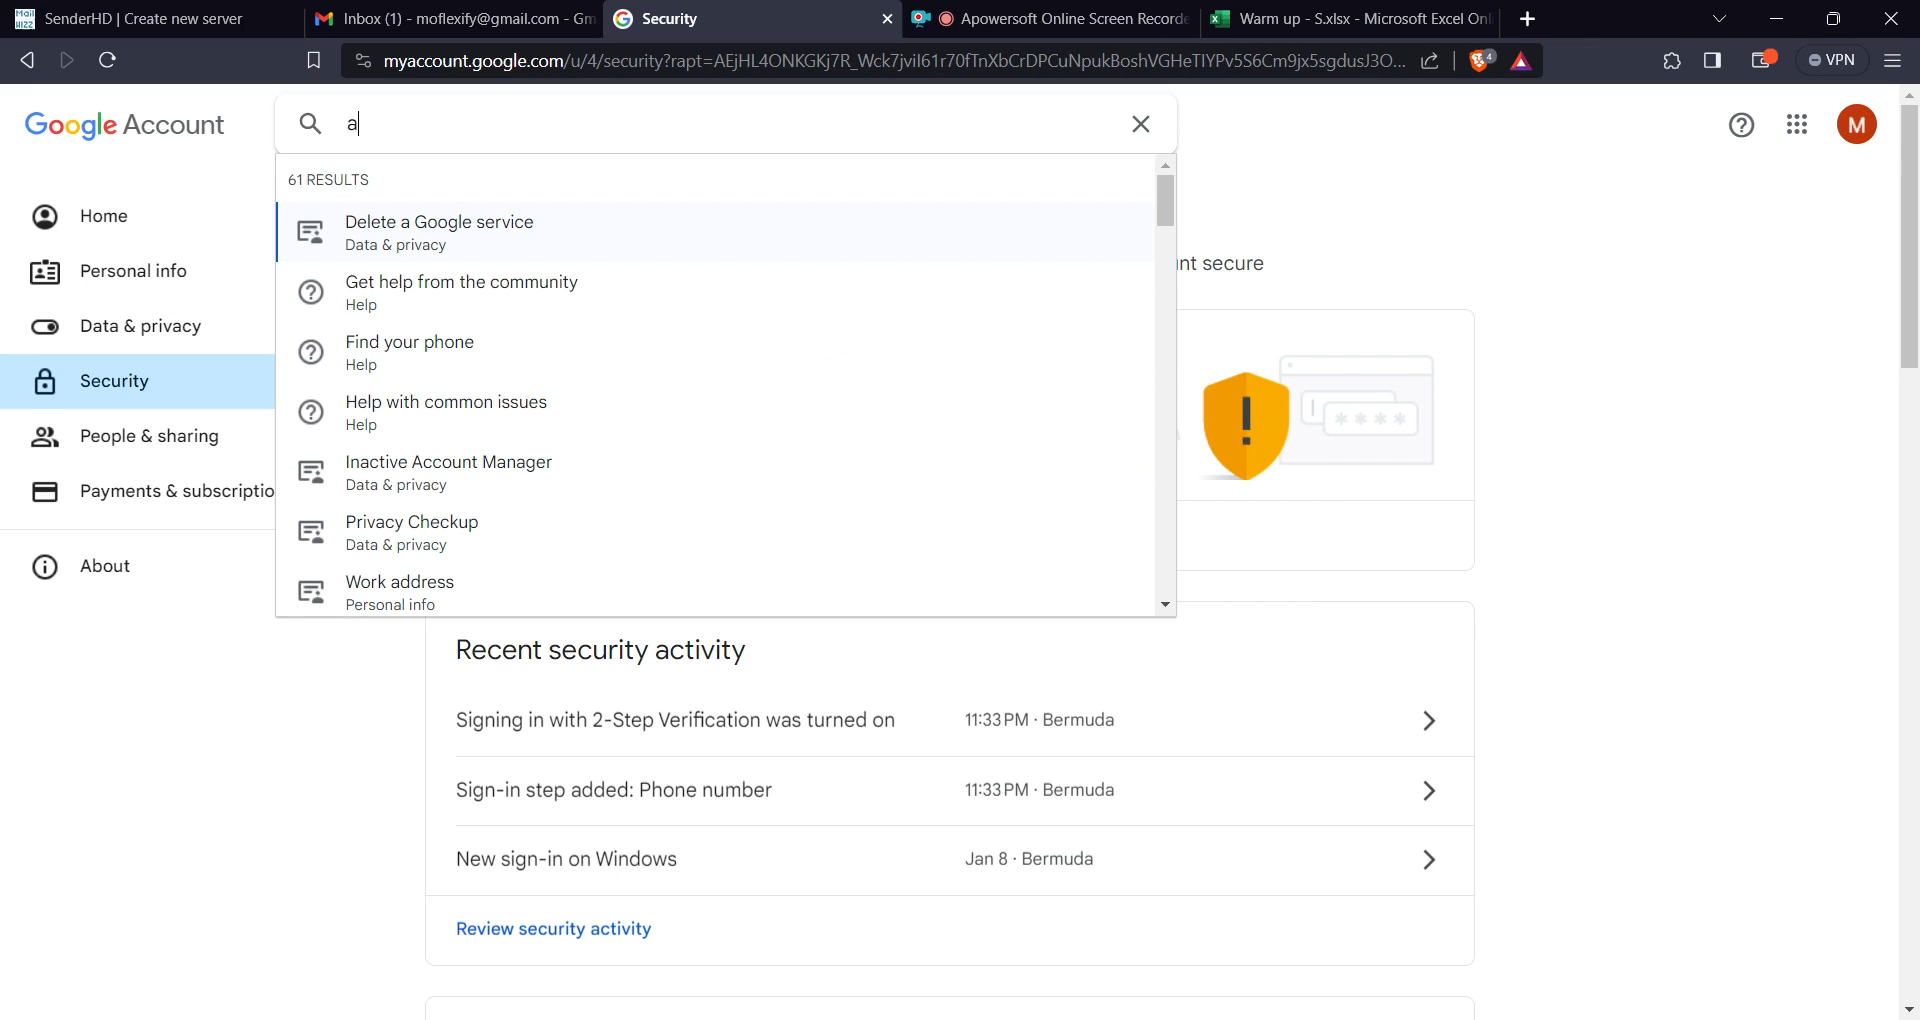 SenderHD | Create new server
Inbox (1) - moflexify@gmail.com - Gm
Security
Apowersoft Online Screen Recorde
Warm up - S.xlsx - Microsoft Excel Onl
myaccount.google.com/u/4/security?rapt=AEjHL4ONKGKj7R_Wck7jvil61r70fTnXbCrDPCuNpukBoshVGHeTIYPv5S6Cm9jx5sgdusJ3O...
4
VPN
Google Account
a
M
61 RESULTS
Delete a Google service
Data & privacy
Get help from the community
Help
Find your phone
Help
Help with common issues
Help
Inactive Account Manager
Data & privacy
Privacy Checkup
Data & privacy
Work address
Personal info
Home
Personal info
Data & privacy
Security
People & sharing
Payments & subscriptio
About
nt secure
Recent security activity
Signing in with 2-Step Verification was turned on 11:33 PM · Bermuda
Sign-in step added: Phone number 11:33 PM · Bermuda
New sign-in on Windows Jan 8 · Bermuda
Review security activity